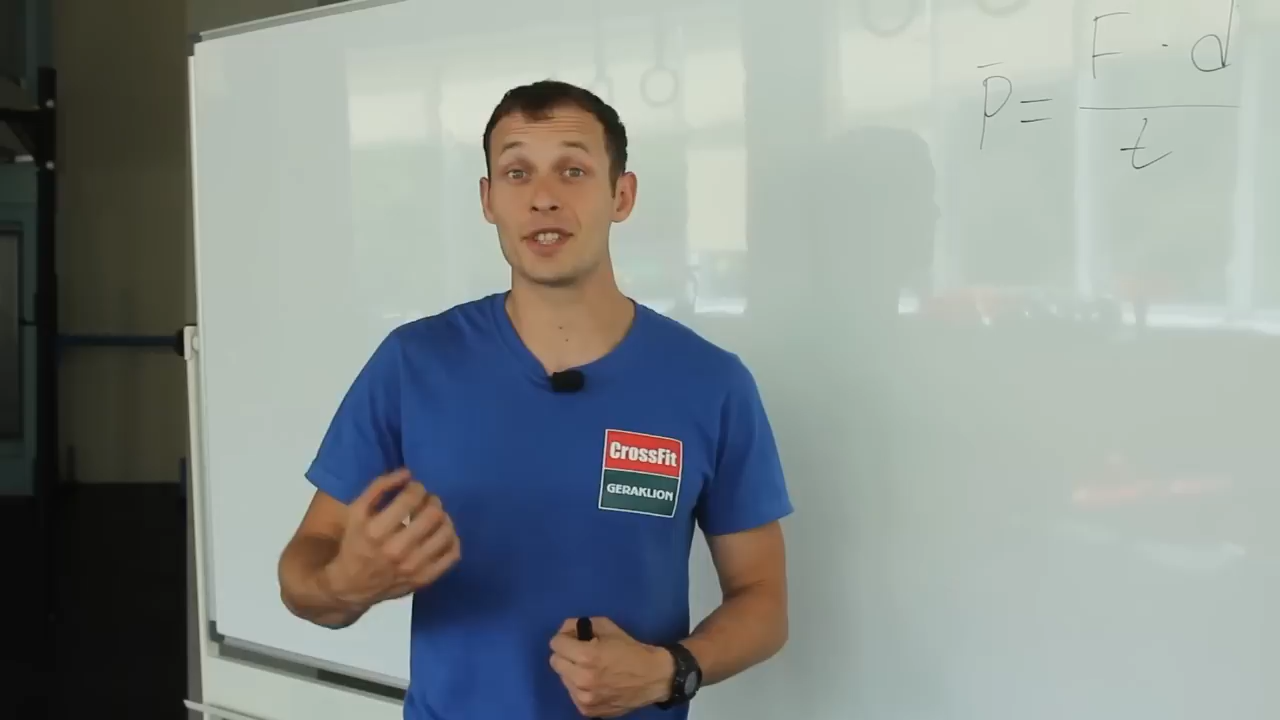 p̄ = F · d / t
CrossFit
GERAKLION